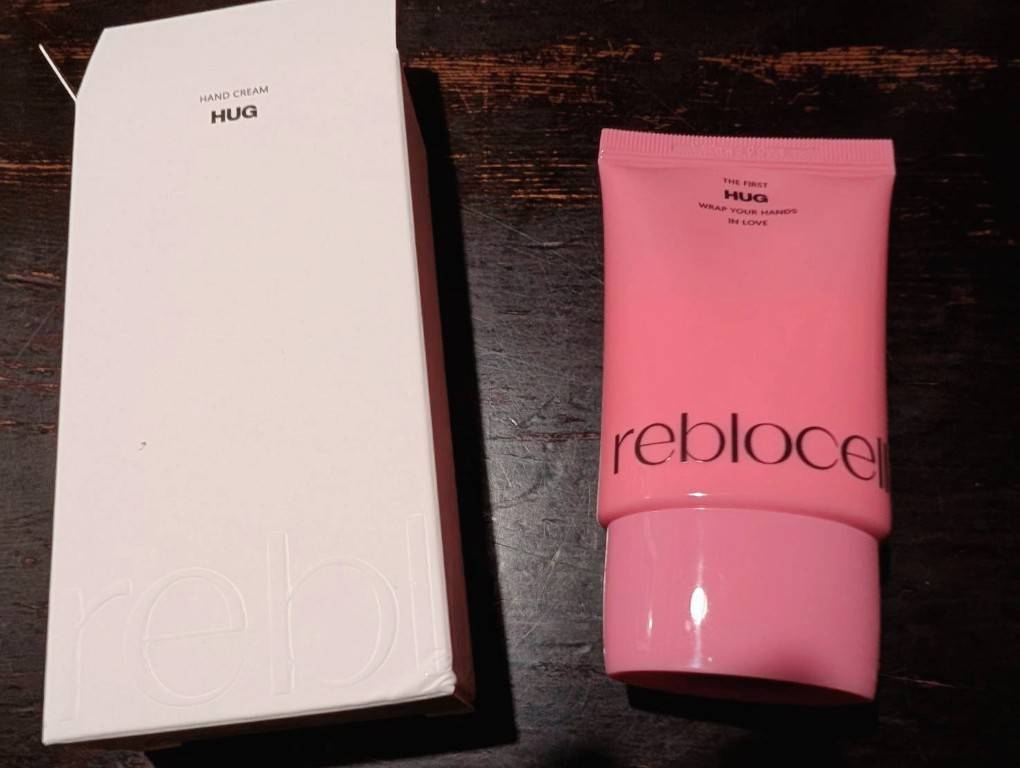 HAND CREAM
HUG
rebl
THE FIRST
HUG
WRAP YOUR HANDS
IN LOVE
reblocell